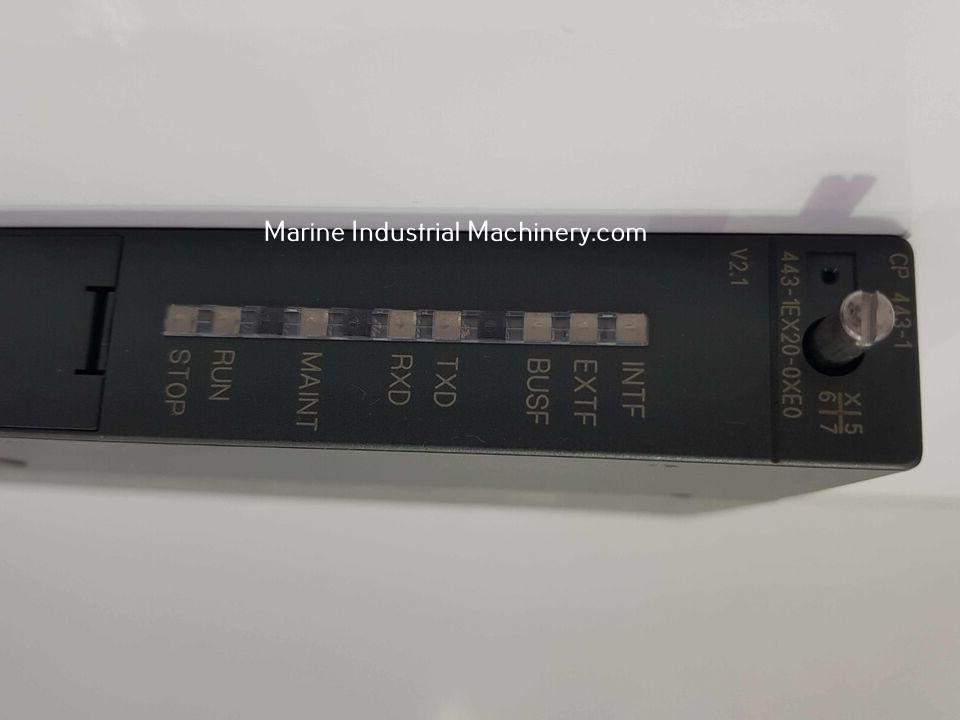 Marine Industrial Machinery.com
CP 443-1
443-1EX20-0XE0
X 1 5
6 7
V2.1
INTF
EXTF
BUSF
TXD
RXD
MAINT
RUN
STOP